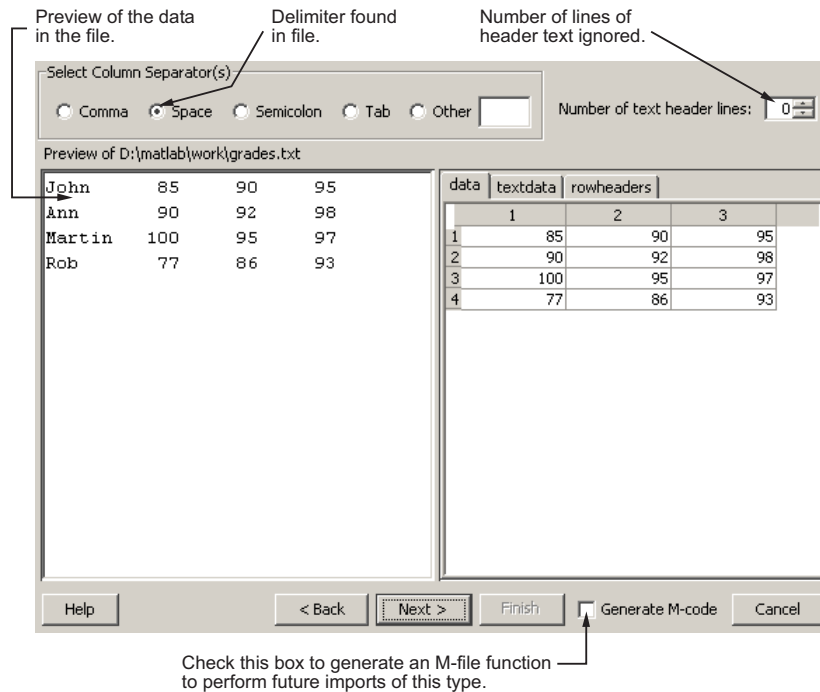 Preview of the data
in the file.
Delimiter found
in file.
Number of lines of
header text ignored.
Select Column Separator(s)
Comma Space Semicolon Tab Other
Number of text header lines: 0
Preview of D:\matlab\work\grades.txt
John 85 90 95
Ann 90 92 98
Martin 100 95 97
Rob 77 86 93
data textdata rowheaders
1 2 3
1 85 90 95
2 90 92 98
3 100 95 97
4 77 86 93
Help < Back Next > Finish Generate M-code Cancel
Check this box to generate an M-file function
to perform future imports of this type.